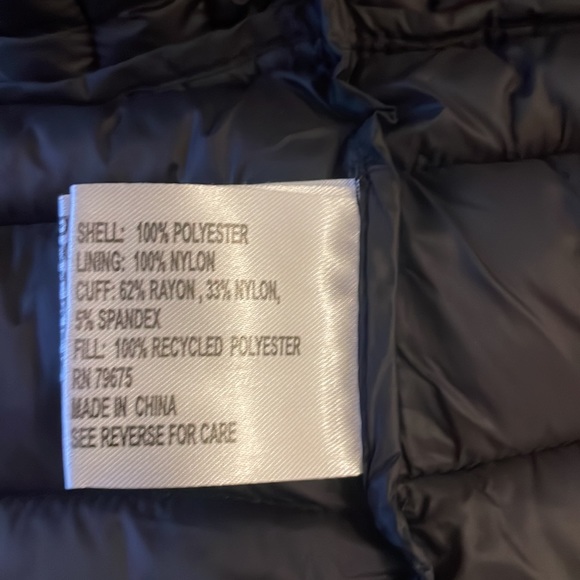 SHELL: 100% POLYESTER
LINING: 100% NYLON
CUFF: 62% RAYON , 33% NYLON,
5% SPANDEX
FILL: 100% RECYCLED POLYESTER
RN 79675
MADE IN CHINA
SEE REVERSE FOR CARE